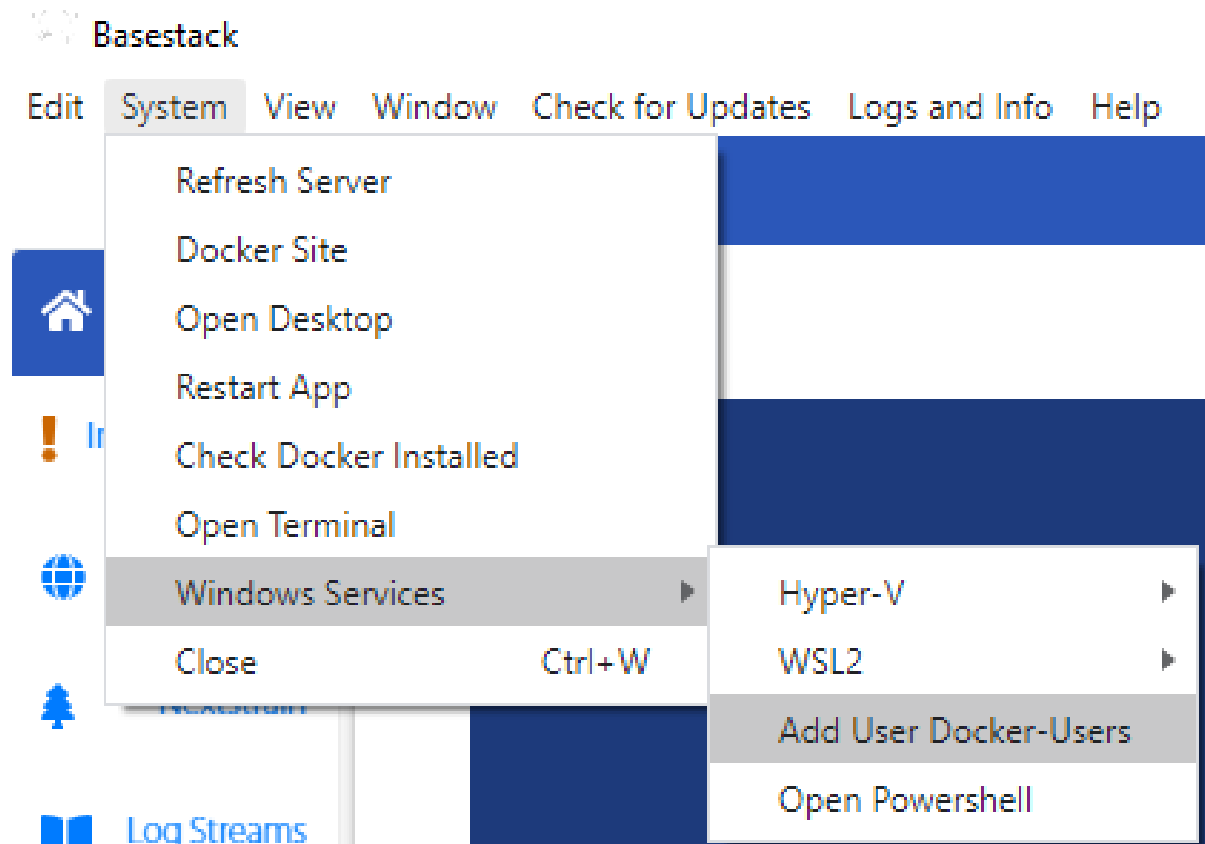 Basestack
Edit System View Window Check for Updates Logs and Info Help
Refresh Server
Docker Site
Open Desktop
Restart App
Check Docker Installed
Open Terminal
Windows Services
Close Ctrl+W
Hyper-V
WSL2
Add User Docker-Users
Open Powershell
Log Streams